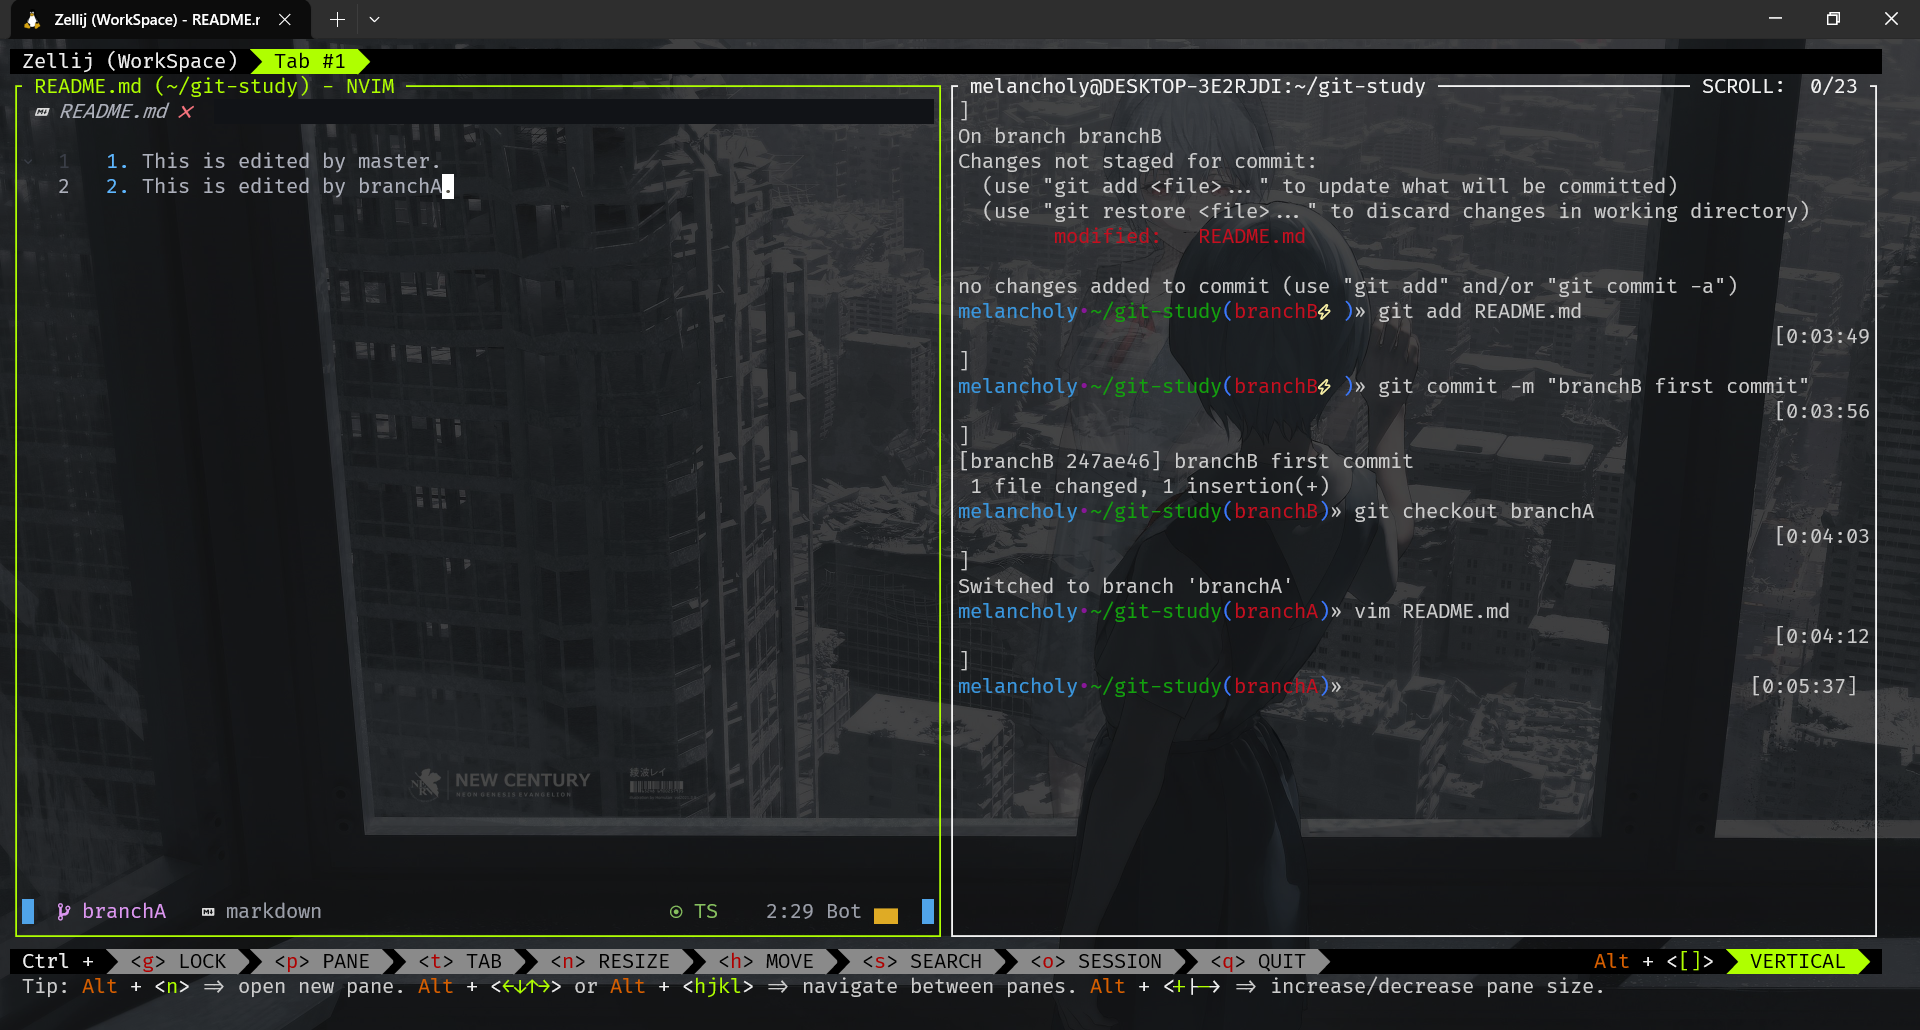 Zellij (WorkSpace) - README.r
Zellij (WorkSpace) Tab #1
README.md (~/git-study) - NVIM
README.md
1 1. This is edited by master.
2 2. This is edited by branchA.
NEW CENTURY
NEON GENESIS EVANGELION
綾波レイ
branchA markdown TS 2:29 Bot
melancholy@DESKTOP-3E2RJDI:~/git-study SCROLL: 0/23
]
On branch branchB
Changes not staged for commit:
(use "git add <file>..." to update what will be committed)
(use "git restore <file>..." to discard changes in working directory)
modified: README.md
no changes added to commit (use "git add" and/or "git commit -a")
melancholy•~/git-study(branchB⚡ )» git add README.md
[0:03:49
]
melancholy•~/git-study(branchB⚡ )» git commit -m "branchB first commit"
[0:03:56
]
[branchB 247ae46] branchB first commit
1 file changed, 1 insertion(+)
melancholy•~/git-study(branchB)» git checkout branchA
[0:04:03
]
Switched to branch 'branchA'
melancholy•~/git-study(branchA)» vim README.md
[0:04:12
]
melancholy•~/git-study(branchA)» [0:05:37]
Ctrl + <g> LOCK <p> PANE <t> TAB <n> RESIZE <h> MOVE <s> SEARCH <o> SESSION <q> QUIT Alt + <[]> VERTICAL
Tip: Alt + <n> ⇒ open new pane. Alt + <←↓↑→> or Alt + <hjkl> ⇒ navigate between panes. Alt + <+|-> ⇒ increase/decrease pane size.